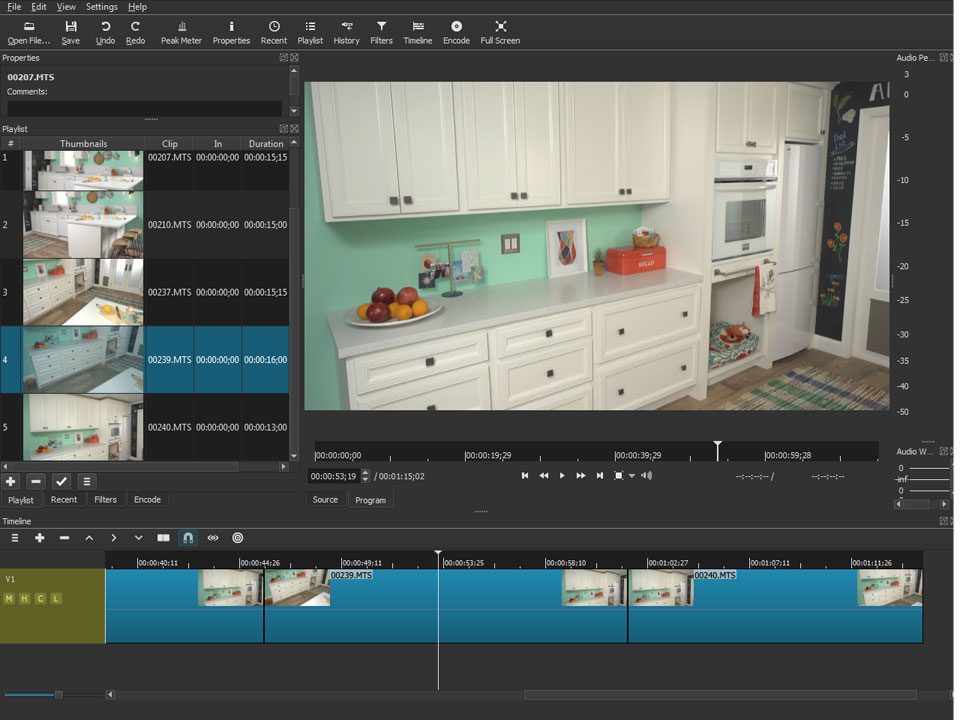 File Edit View Settings Help
Open File... Save Undo Redo Peak Meter Properties Recent Playlist History Filters Timeline Encode Full Screen
Properties
Audio Pe...
00207.MTS
Comments:
Playlist
# Thumbnails Clip In Duration
1 00207.MTS 00:00:00;00 00:00:15;15
2 00210.MTS 00:00:00;00 00:00:15;00
3 00237.MTS 00:00:00;00 00:00:15;15
4 00239.MTS 00:00:00;00 00:00:16;00
5 00240.MTS 00:00:00;00 00:00:13;00
BREAD
3
0
-5
-10
-15
-20
-25
-30
-35
-40
-50
00:00:00;00 00:00:19;29 00:00:39;29 00:00:59;28
00:00:53;19 / 00:01:15;02 --:--:--:-- / --:--:--:--
Audio W...
0
-inf
0
Playlist Recent Filters Encode
Source Program
Timeline
00:00:40;11 00:00:44;26 00:00:49;11 00:00:53;25 00:00:58;10 00:01:02;27 00:01:07;11 00:01:11;26
V1
M H C L
00239.MTS 00240.MTS